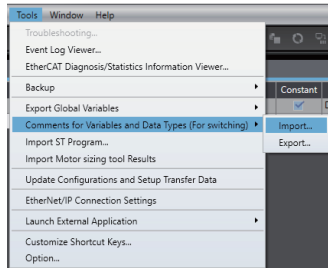 Tools Window Help
Troubleshooting...
Event Log Viewer...
EtherCAT Diagnosis/Statistics Information Viewer...
Backup
Constant
Export Global Variables
Comments for Variables and Data Types (For switching)
Import...
Import ST Program...
Export...
Import Motor sizing tool Results
Update Configurations and Setup Transfer Data
EtherNet/IP Connection Settings
Launch External Application
Customize Shortcut Keys...
Option...